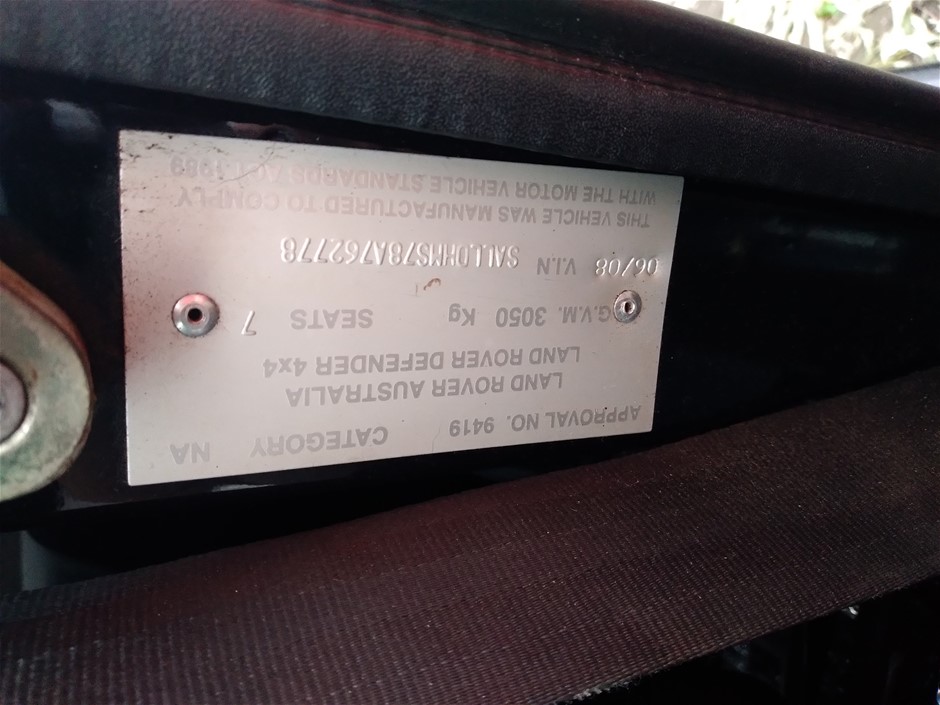 APPROVAL NO. 9419 CATEGORY NA
LAND ROVER AUSTRALIA
LAND ROVER DEFENDER 4x4
G.V.M. 3050 Kg SEATS 7
06/08 V.I.N SALLDHMS78A762778
THIS VEHICLE WAS MANUFACTURED TO COMPLY
WITH THE MOTOR VEHICLE STANDARDS ACT 1989